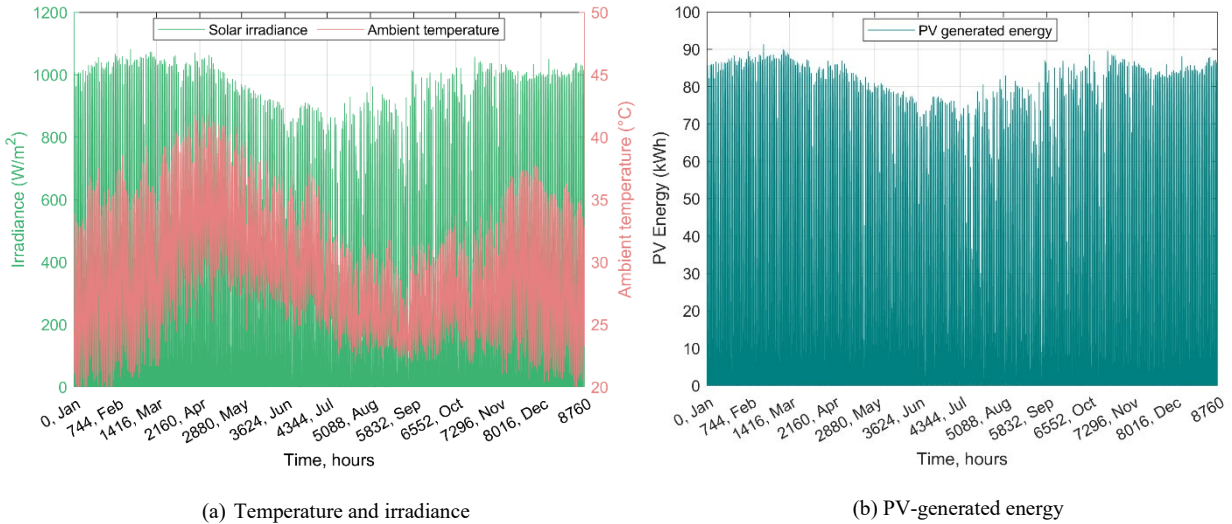 Solar irradiance
Ambient temperature
1200
1000
800
600
400
200
0
Irradiance (W/m²)
50
45
40
35
30
25
20
Ambient temperature (°C)
0, Jan
744, Feb
1416, Mar
2160, Apr
2880, May
3624, Jun
4344, Jul
5088, Aug
5832, Sep
6552, Oct
7296, Nov
8016, Dec
8760
Time, hours
(a) Temperature and irradiance
PV generated energy
100
90
80
70
60
50
40
30
20
10
0
PV Energy (kWh)
0, Jan
744, Feb
1416, Mar
2160, Apr
2880, May
3624, Jun
4344, Jul
5088, Aug
5832, Sep
6552, Oct
7296, Nov
8016, Dec
8760
Time, hours
(b) PV-generated energy